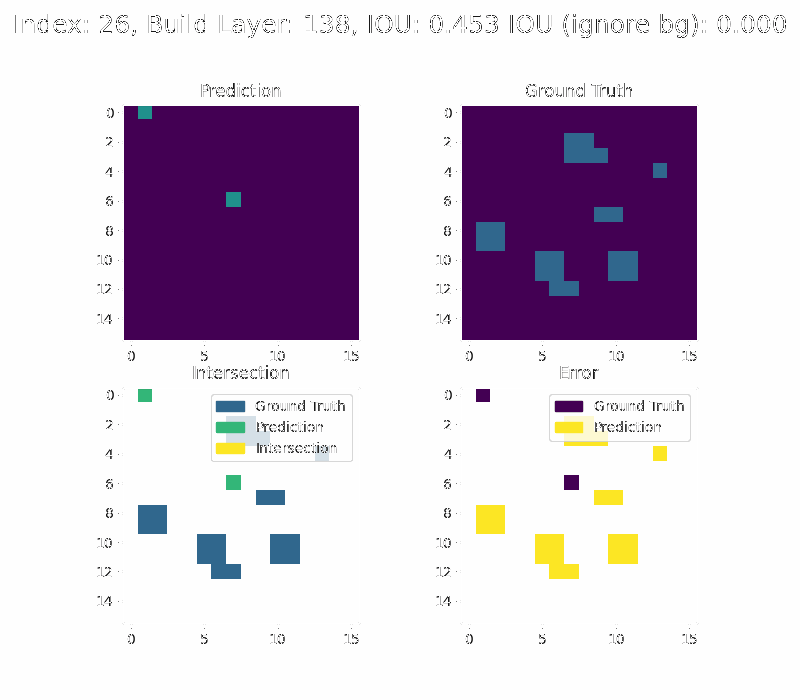 Index: 26, Build Layer: 138, IOU: 0.453 IOU (ignore bg): 0.000
Prediction Ground Truth
0 0
2 2
4 4
6 6
8 8
10 10
12 12
14 14
0 5 10 15 0 5 10 15
Intersection Error
0 0
Ground Truth Ground Truth
2 2
Prediction Prediction
4 4
Intersection
6 6
8 8
10 10
12 12
14 14
0 5 10 15 0 5 10 15